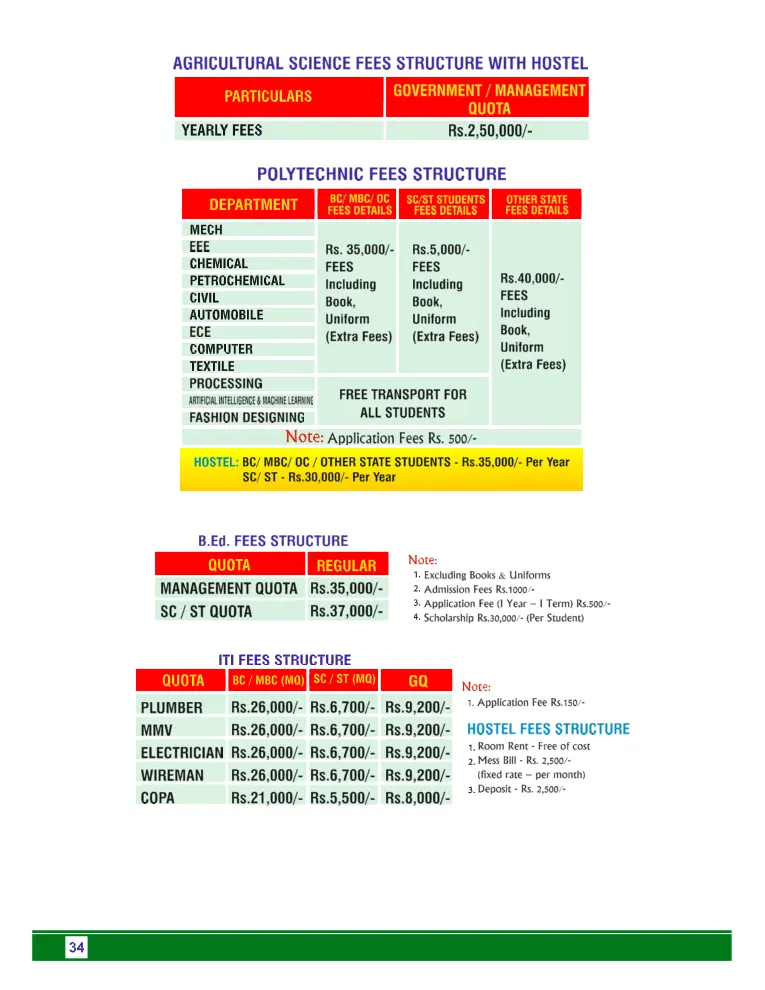 AGRICULTURAL SCIENCE FEES STRUCTURE WITH HOSTEL
PARTICULARS GOVERNMENT / MANAGEMENT
QUOTA
YEARLY FEES Rs.2,50,000/-
POLYTECHNIC FEES STRUCTURE
DEPARTMENT
BC/ MBC/ OC
FEES DETAILS
SC/ST STUDENTS
FEES DETAILS
OTHER STATE
FEES DETAILS
MECH
EEE
CHEMICAL
PETROCHEMICAL
CIVIL
AUTOMOBILE
ECE
COMPUTER
TEXTILE
PROCESSING
ARTIFICIAL INTELLIGENCE & MACHINE LEARNING
FASHION DESIGNING
Rs. 35,000/-
FEES
Including
Book,
Uniform
(Extra Fees)
Rs.5,000/-
FEES
Including
Book,
Uniform
(Extra Fees)
Rs.40,000/-
FEES
Including
Book,
Uniform
(Extra Fees)
FREE TRANSPORT FOR
ALL STUDENTS
Note: Application Fees Rs. 500/-
HOSTEL: BC/ MBC/ OC / OTHER STATE STUDENTS - Rs.35,000/- Per Year
SC/ ST - Rs.30,000/- Per Year
B.Ed. FEES STRUCTURE
QUOTA REGULAR
MANAGEMENT QUOTA Rs.35,000/-
SC / ST QUOTA Rs.37,000/-
Note:
1. Excluding Books & Uniforms
2. Admission Fees Rs.1000/-
3. Application Fee (I Year – I Term) Rs.500/-
4. Scholarship Rs.30,000/- (Per Student)
ITI FEES STRUCTURE
QUOTA BC / MBC (MQ) SC / ST (MQ) GQ
PLUMBER Rs.26,000/- Rs.6,700/- Rs.9,200/-
MMV Rs.26,000/- Rs.6,700/- Rs.9,200/-
ELECTRICIAN Rs.26,000/- Rs.6,700/- Rs.9,200/-
WIREMAN Rs.26,000/- Rs.6,700/- Rs.9,200/-
COPA Rs.21,000/- Rs.5,500/- Rs.8,000/-
Note:
1. Application Fee Rs.150/-
HOSTEL FEES STRUCTURE
1. Room Rent - Free of cost
2. Mess Bill - Rs. 2,500/-
(fixed rate – per month)
3. Deposit - Rs. 2,500/-
34